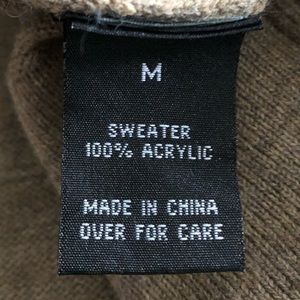 M
SWEATER
100% ACRYLIC
MADE IN CHINA
OVER FOR CARE